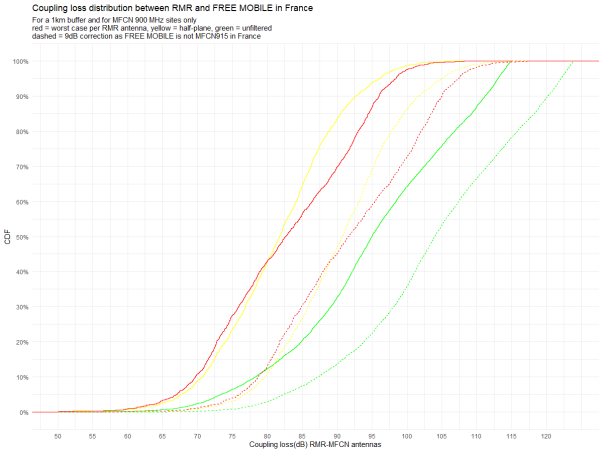 Coupling loss distribution between RMR and FREE MOBILE in France
For a 1km buffer and for MFCN 900 MHz sites only
red = worst case per RMR antenna, yellow = half-plane, green = unfiltered
dashed = 9dB correction as FREE MOBILE is not MFCN915 in France
100%
90%
80%
70%
60%
50%
40%
30%
20%
10%
0%
CDF
50 55 60 65 70 75 80 85 90 95 100 105 110 115 120
Coupling loss(dB) RMR-MFCN antennas